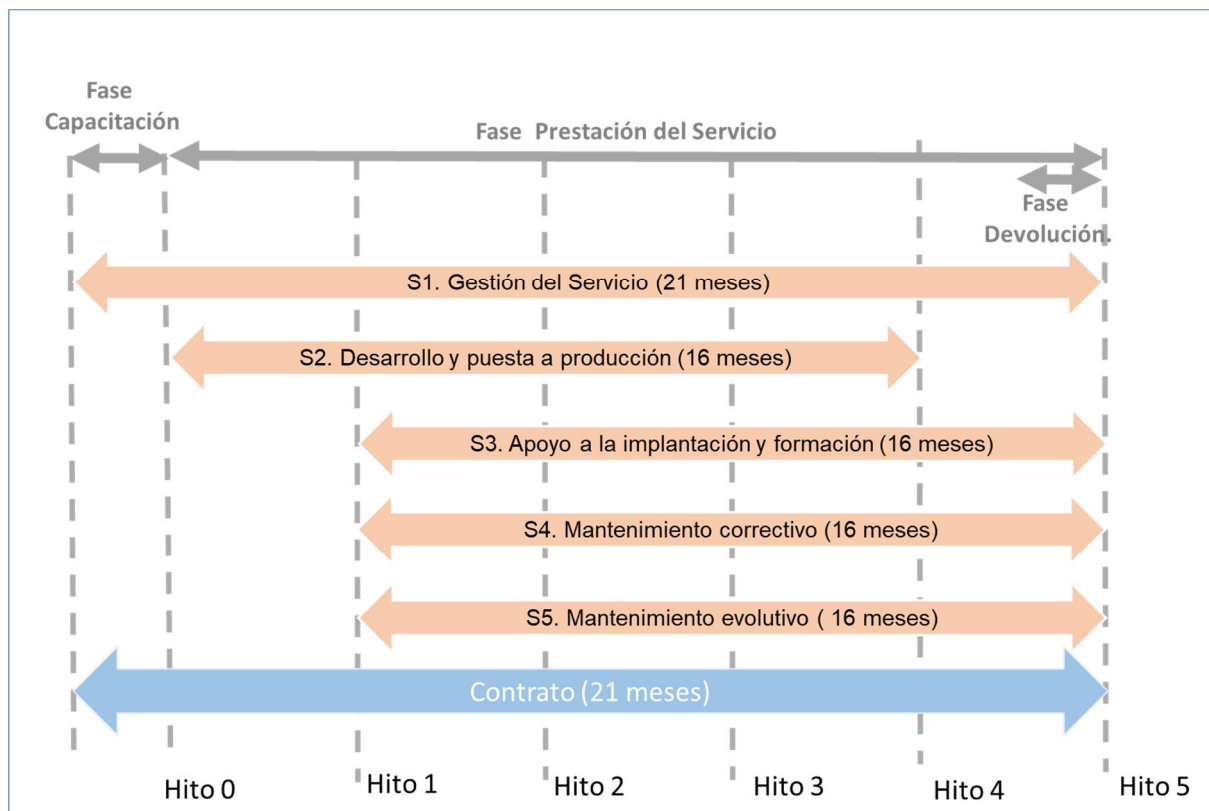 Fase
Capacitación
Fase Prestación del Servicio
Fase
Devolución.
S1. Gestión del Servicio (21 meses)
S2. Desarrollo y puesta a producción (16 meses)
S3. Apoyo a la implantación y formación (16 meses)
S4. Mantenimiento correctivo (16 meses)
S5. Mantenimiento evolutivo ( 16 meses)
Contrato (21 meses)
Hito 0 Hito 1 Hito 2 Hito 3 Hito 4 Hito 5